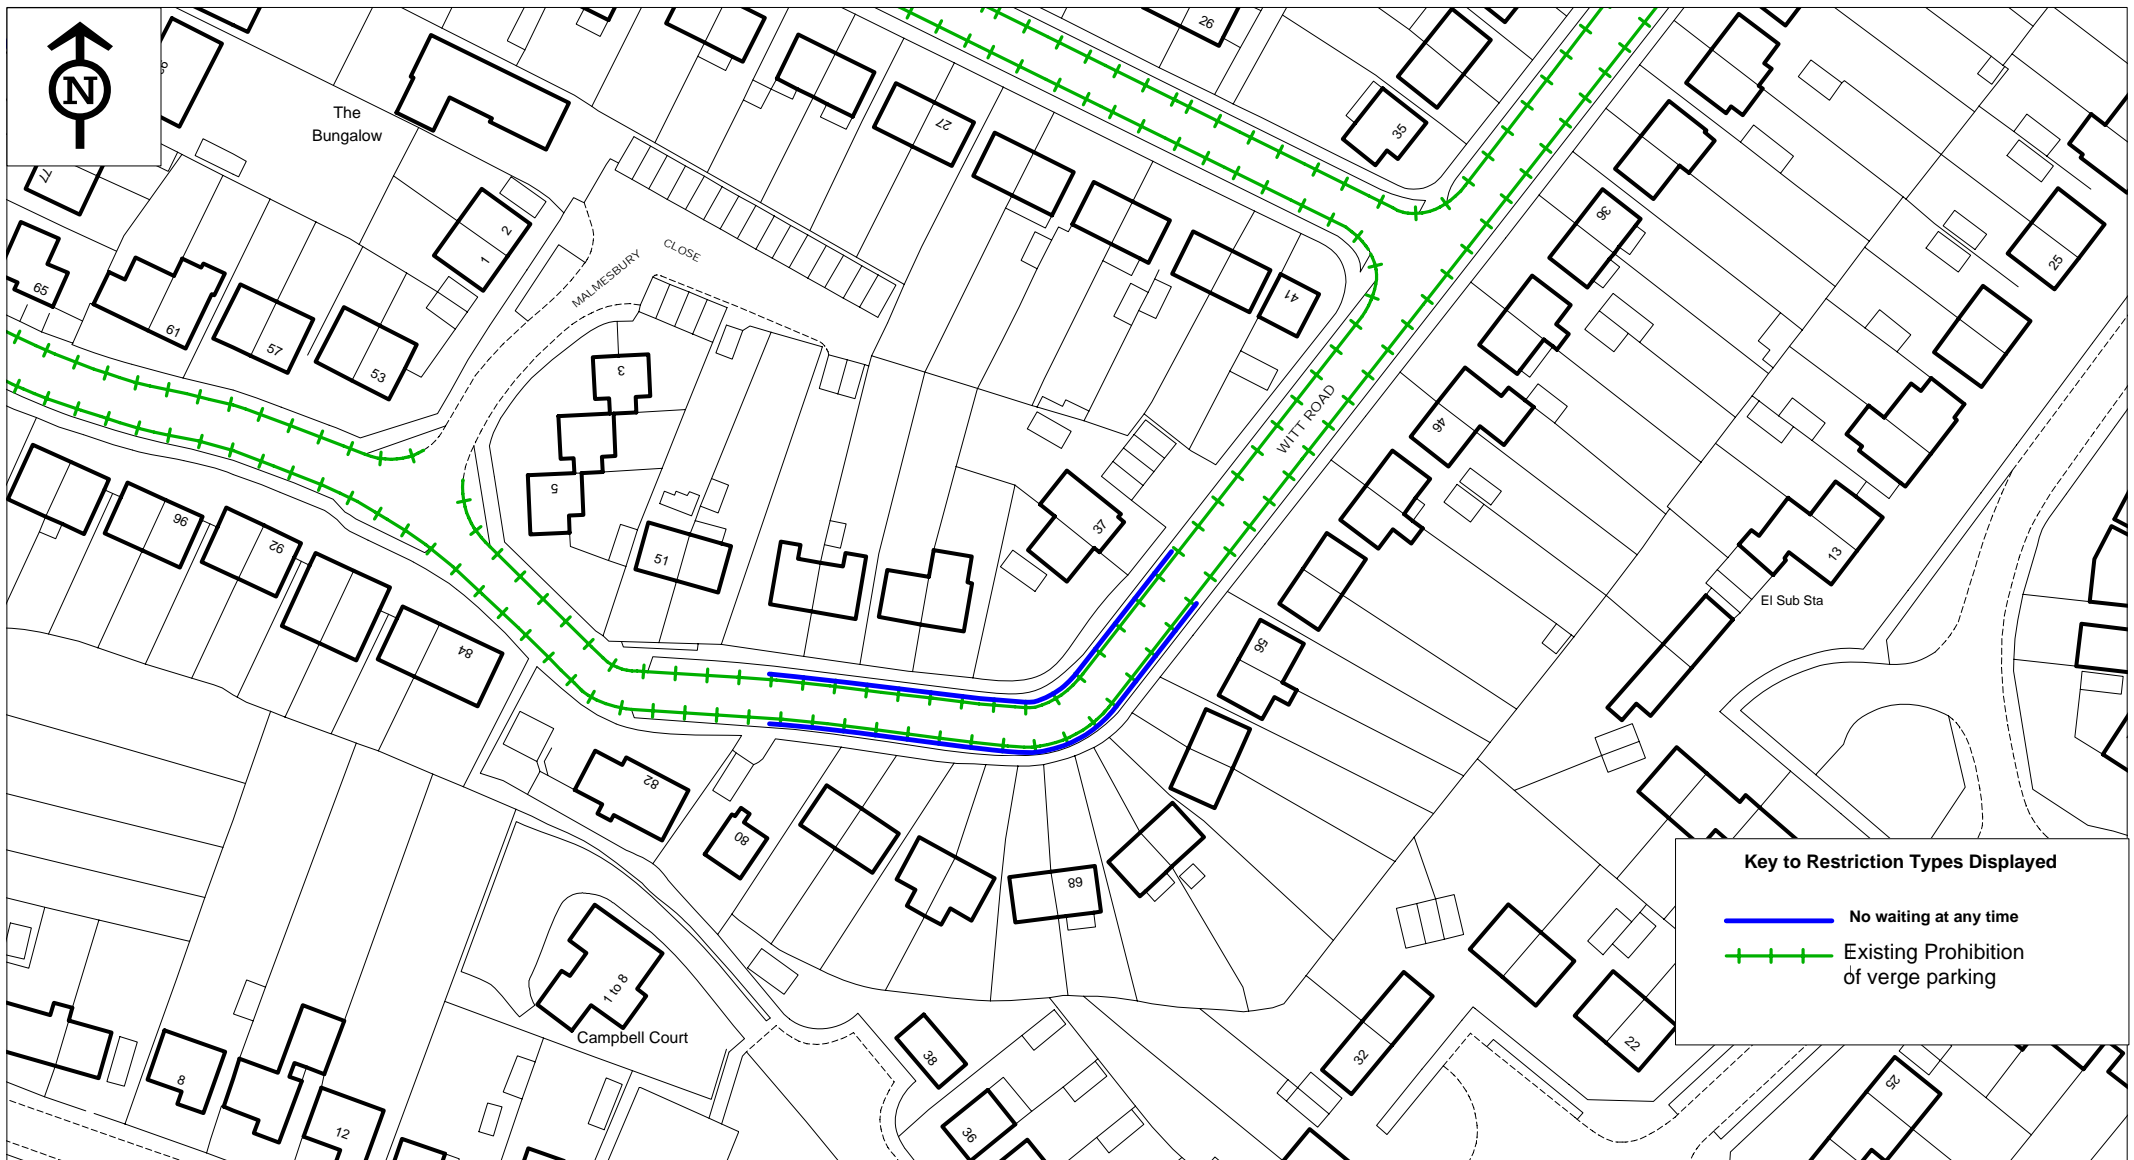 N
The
Bungalow
26
27
35
77
2
1
CLOSE
MALMESBURY
36
25
65
61
57
53
41
3
WITT ROAD
46
5
96
92
51
37
13
El Sub Sta
84
56
82
80
68
Key to Restriction Types Displayed
No waiting at any time
Existing Prohibition
of verge parking
1 to 8
Campbell Court
38
32
22
8
12
36
25